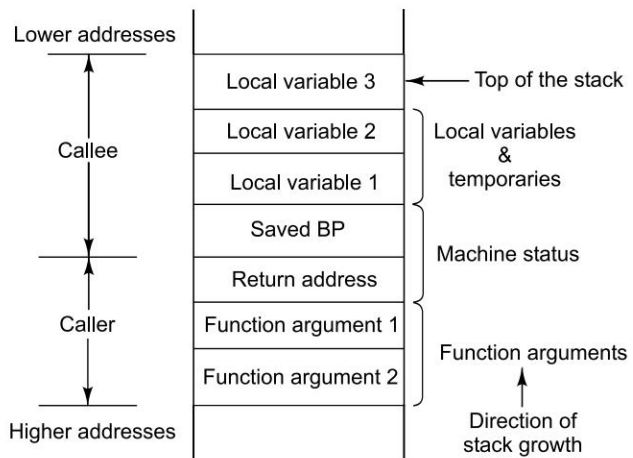 Lower addresses
Local variable 3
Top of the stack
Local variable 2
Local variables
&
temporaries
Callee
Local variable 1
Saved BP
Machine status
Return address
Caller
Function argument 1
Function arguments
Function argument 2
Higher addresses
Direction of
stack growth